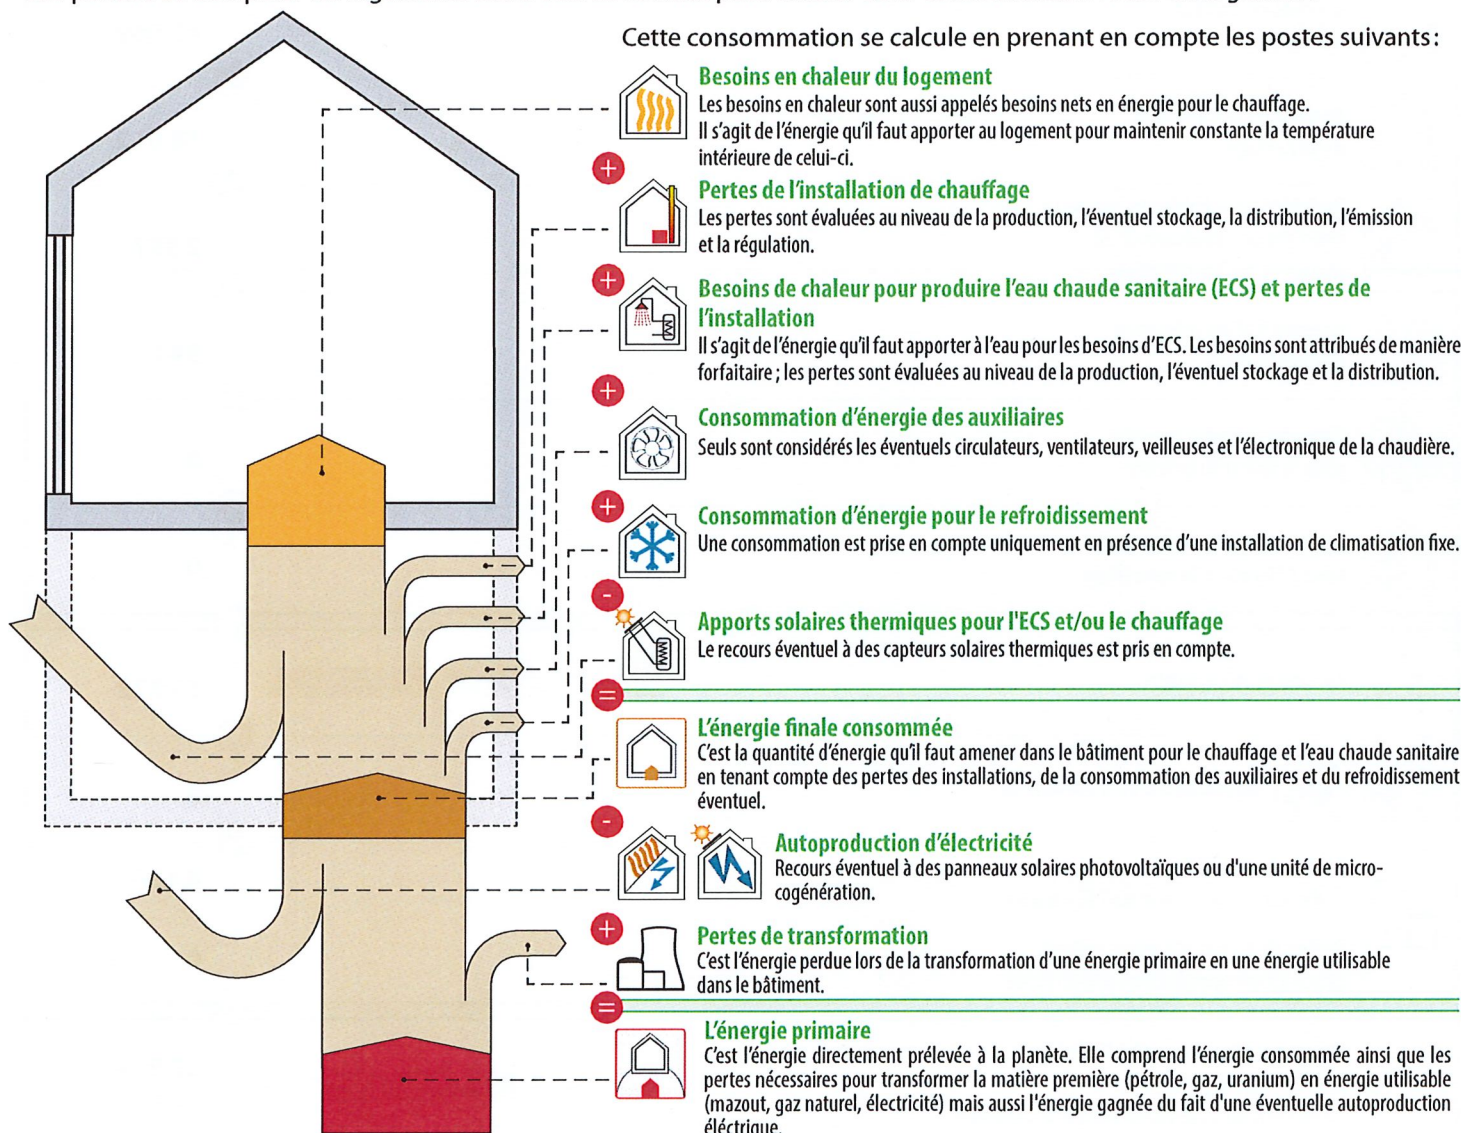 Cette consommation se calcule en prenant en compte les postes suivants :
Besoins en chaleur du logement
Les besoins en chaleur sont aussi appelés besoins nets en énergie pour le chauffage.
Il s'agit de l'énergie qu'il faut apporter au logement pour maintenir constante la température
intérieure de celui-ci.
+
Pertes de l'installation de chauffage
Les pertes sont évaluées au niveau de la production, l'éventuel stockage, la distribution, l'émission
et la régulation.
+
Besoins de chaleur pour produire l'eau chaude sanitaire (ECS) et pertes de
l'installation
Il s'agit de l'énergie qu'il faut apporter à l'eau pour les besoins d'ECS. Les besoins sont attribués de manière
forfaitaire ; les pertes sont évaluées au niveau de la production, l'éventuel stockage et la distribution.
+
Consommation d'énergie des auxiliaires
Seuls sont considérés les éventuels circulateurs, ventilateurs, veilleuses et l'électronique de la chaudière.
+
Consommation d'énergie pour le refroidissement
Une consommation est prise en compte uniquement en présence d'une installation de climatisation fixe.
-
Apports solaires thermiques pour l'ECS et/ou le chauffage
Le recours éventuel à des capteurs solaires thermiques est pris en compte.
=
L'énergie finale consommée
C'est la quantité d'énergie qu'il faut amener dans le bâtiment pour le chauffage et l'eau chaude sanitaire
en tenant compte des pertes des installations, de la consommation des auxiliaires et du refroidissement
éventuel.
-
Autoproduction d'électricité
Recours éventuel à des panneaux solaires photovoltaïques ou d'une unité de micro-
cogénération.
+
Pertes de transformation
C'est l'énergie perdue lors de la transformation d'une énergie primaire en une énergie utilisable
dans le bâtiment.
=
L'énergie primaire
C'est l'énergie directement prélevée à la planète. Elle comprend l'énergie consommée ainsi que les
pertes nécessaires pour transformer la matière première (pétrole, gaz, uranium) en énergie utilisable
(mazout, gaz naturel, électricité) mais aussi l'énergie gagnée du fait d'une éventuelle autoproduction
éléctrique.